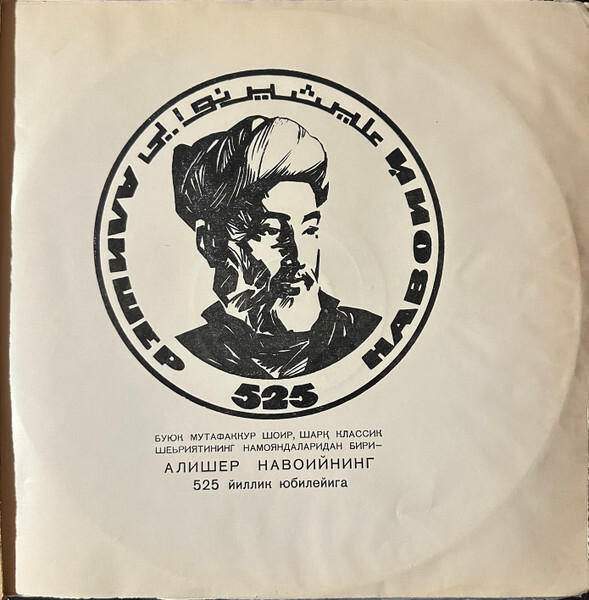 علیشیر نوایی
АЛИШЕР НАВОИЙ
525
БУЮК МУТАФАККУР ШОИР, ШАРҚ КЛАССИК
ШЕЪРИЯТИНИНГ НАМОЯНДАЛАРИДАН БИРИ–
АЛИШЕР НАВОИЙНИНГ
525 йиллик юбилейига